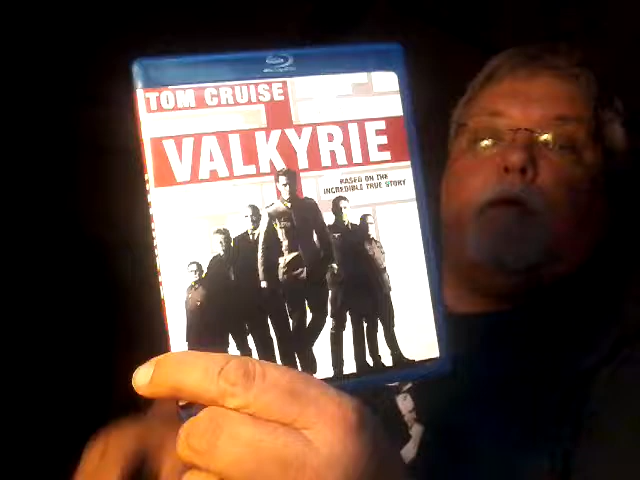 TOM CRUISE
VALKYRIE
BASED ON THE
INCREDIBLE TRUE STORY